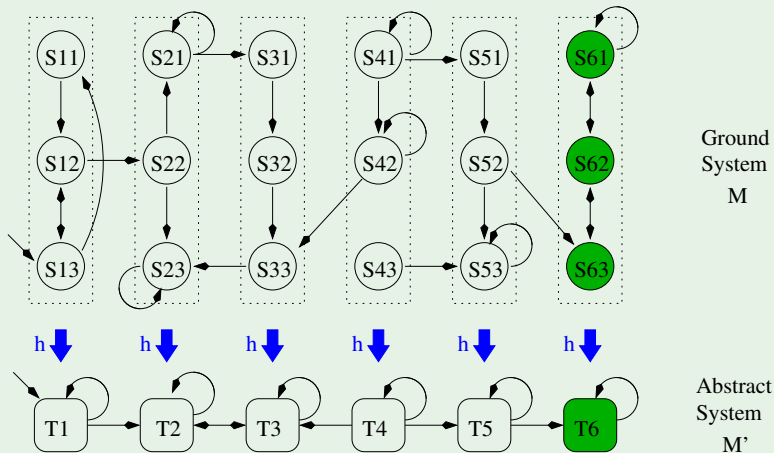 S11 S21 S31 S41 S51 S61
S12 S22 S32 S42 S52 S62
Ground
System
M
S13 S23 S33 S43 S53 S63
h h h h h h
T1 T2 T3 T4 T5 T6
Abstract
System
M'